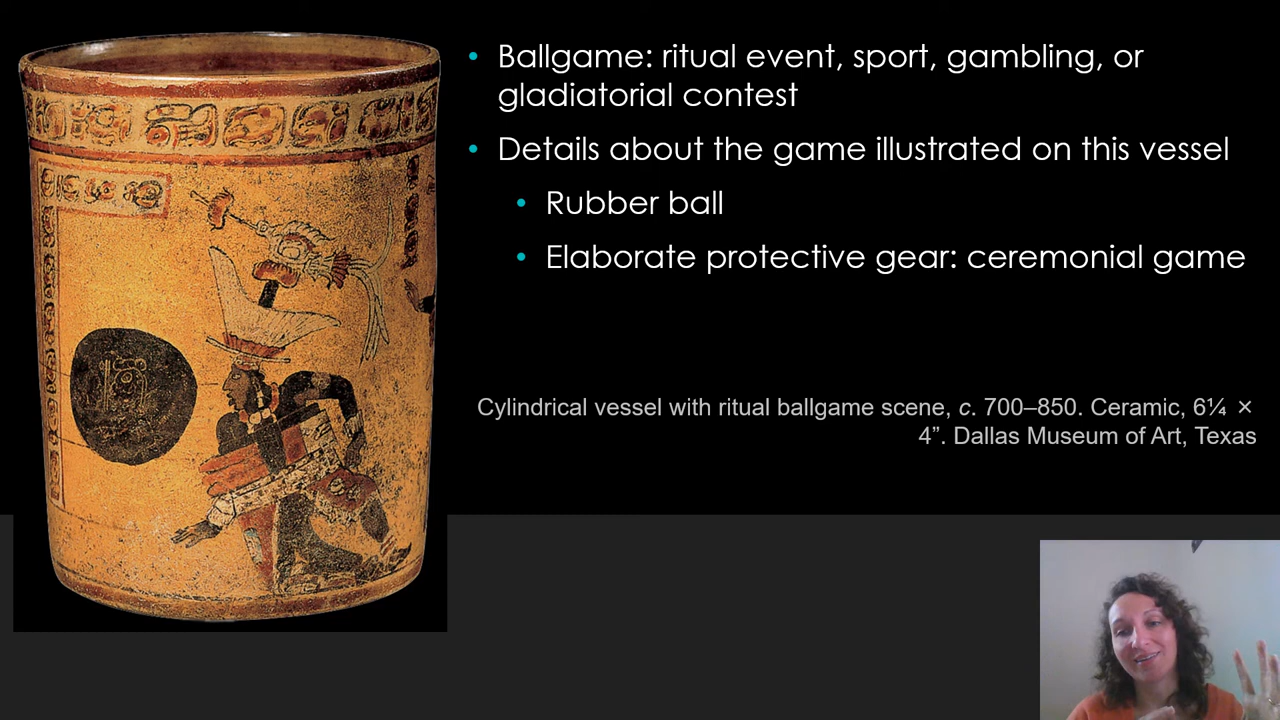 Ballgame: ritual event, sport, gambling, or
gladiatorial contest
Details about the game illustrated on this vessel
Rubber ball
Elaborate protective gear: ceremonial game
Cylindrical vessel with ritual ballgame scene, c. 700–850. Ceramic, 6¼ ×
4”. Dallas Museum of Art, Texas